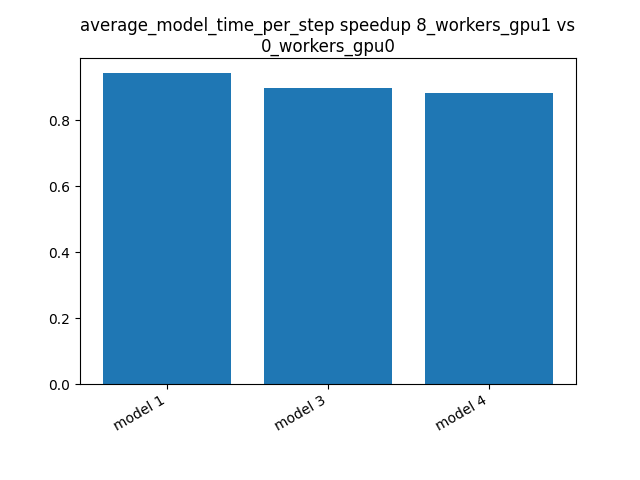 average_model_time_per_step speedup 8_workers_gpu1 vs
0_workers_gpu0
0.8
0.6
0.4
0.2
0.0
model 1
model 3
model 4